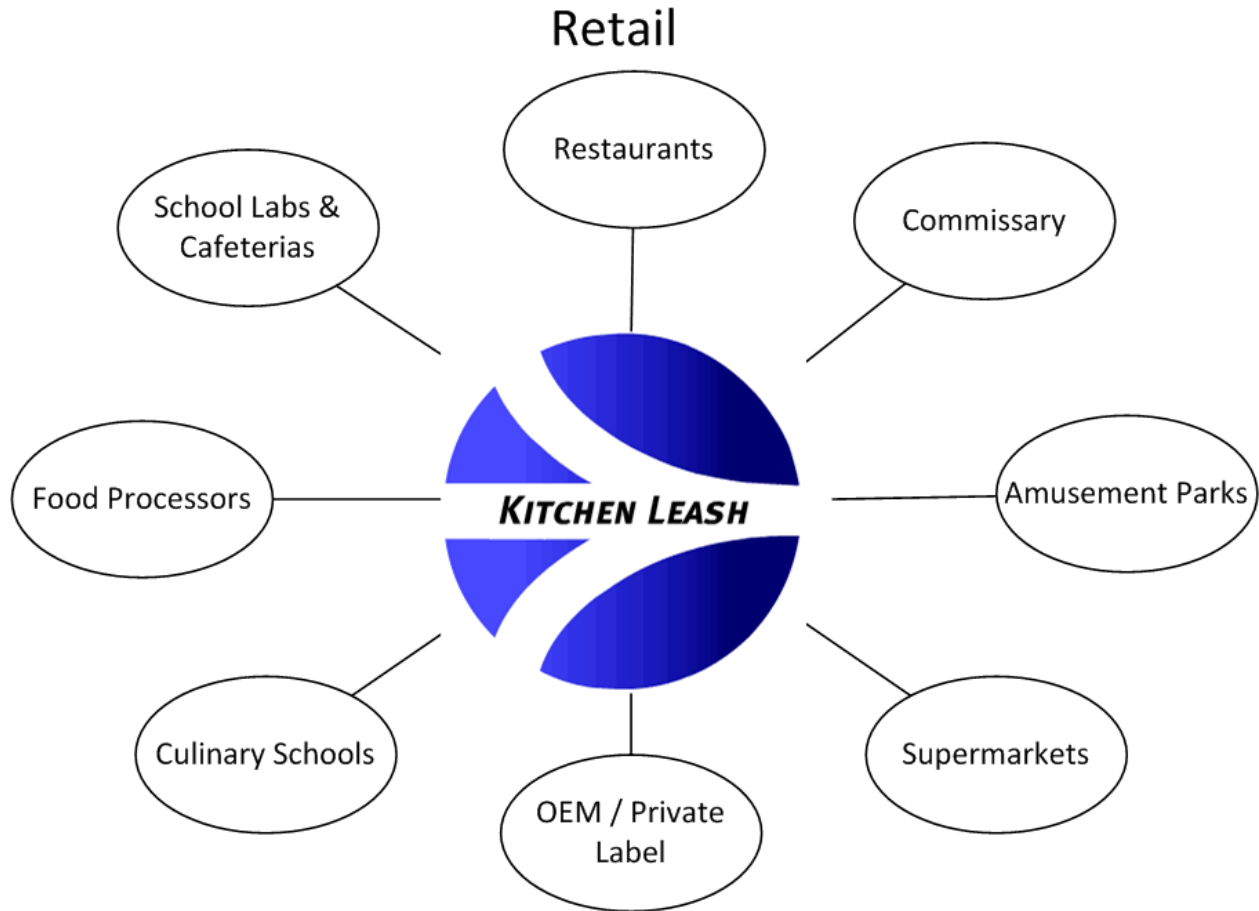 Retail
Restaurants
School Labs &
Cafeterias
Commissary
Food Processors
KITCHEN LEASH
Amusement Parks
Culinary Schools
Supermarkets
OEM / Private
Label